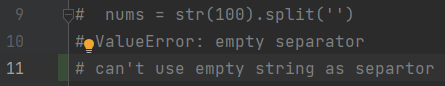 9 #  nums = str(100).split('')
10 # ValueError: empty separator
11 # can't use empty string as separtor